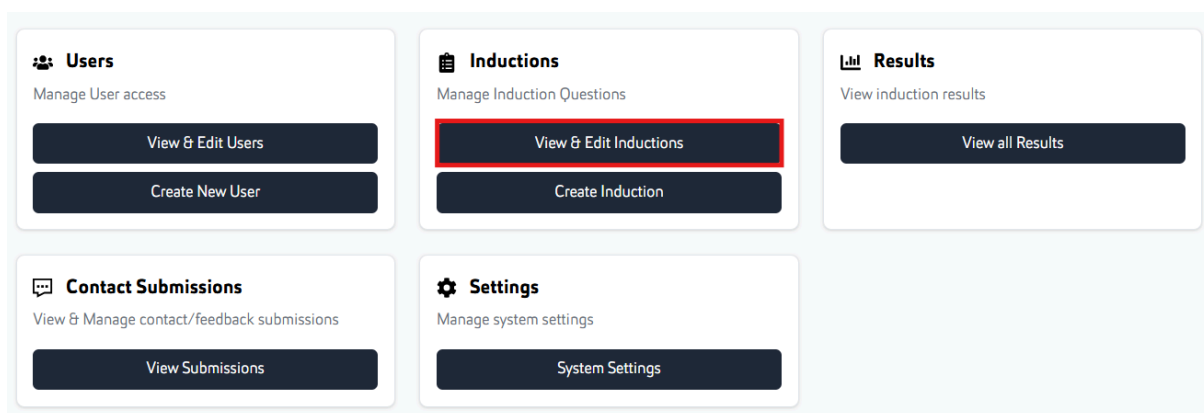 Users
Manage User access
View & Edit Users
Create New User
Inductions
Manage Induction Questions
View & Edit Inductions
Create Induction
Results
View induction results
View all Results
Contact Submissions
View & Manage contact/feedback submissions
View Submissions
Settings
Manage system settings
System Settings